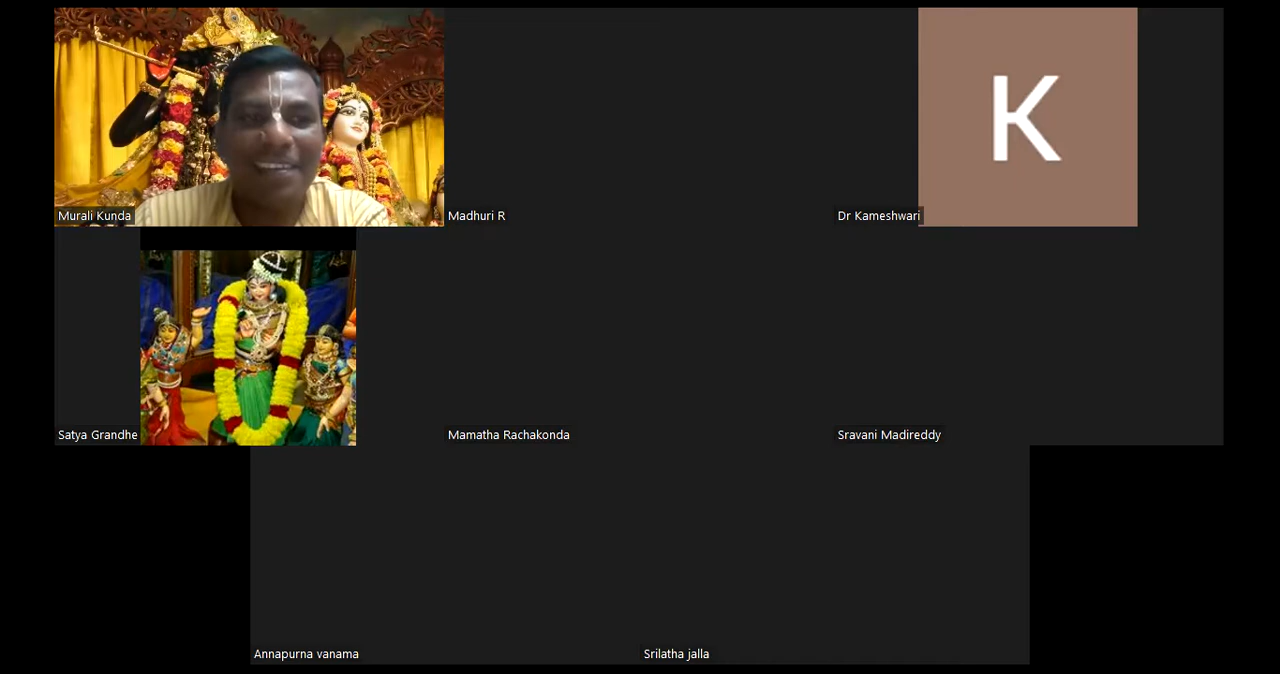 Murali Kunda
Madhuri R
K
Dr Kameshwari
Satya Grandhe
Mamatha Rachakonda
Sravani Madireddy
Annapurna vanama
Srilatha jalla